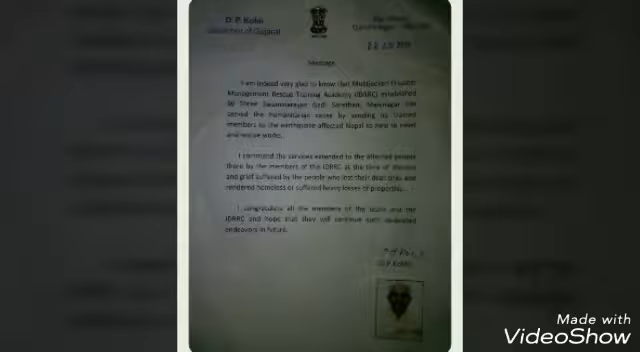 O. P. Kohli
Governor of Gujarat
Message
I am indeed very glad to know that Multijocular Disaster
Management Rescue Training Academy (IDRRC) established
by Shree Swaminarayan Gadi Sansthan, Maninagar has
served the humanitarian cause by sending its trained
members to the earthquake affected Nepal to help in relief
and rescue works.
I commend the services extended to the affected people
there by the members of the IDRRC at the time of distress
and grief suffered by the people who lost their dear ones and
rendered homeless or suffered heavy losses of properties.
I congratulate all the members of the team and the
IDRRC and hope that they will continue such dedicated
endeavors in future.
O.P. Kohli
Made with
VideoShow